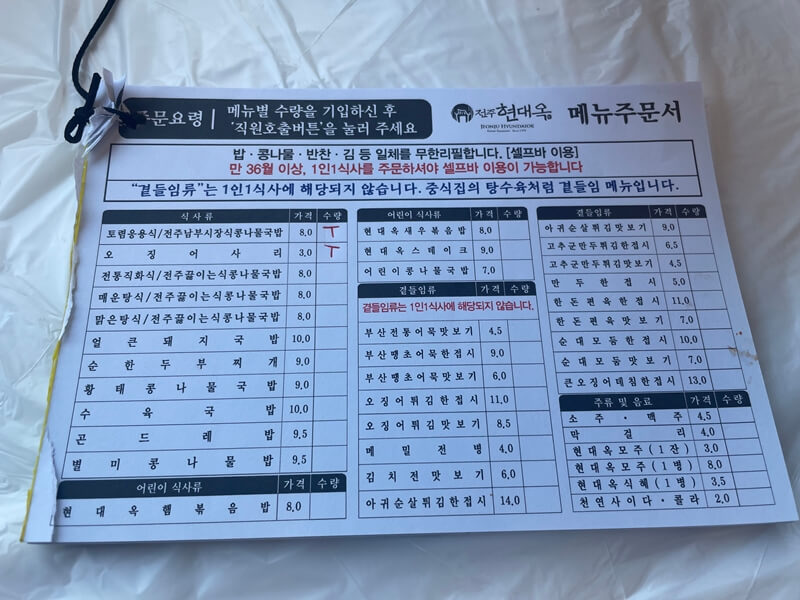 주문요령
메뉴별 수량을 기입하신 후
'직원호출버튼'을 눌러 주세요
전주 현대옥
JEONJU HYUNDAIOK
메뉴주문서
밥 · 콩나물 · 반찬 · 김 등 일체를 무한리필합니다. [셀프바 이용]
만 36월 이상, 1인1식사를 주문하셔야 셀프바 이용이 가능합니다
“곁들임류”는 1인1식사에 해당되지 않습니다. 중식집의 탕수육처럼 곁들임 메뉴입니다.
식사류 가격 수량
토렴응용식/전주남부시장식콩나물국밥 8.0 T
오징어사리 3.0 T
전통직화식/전주끓이는식콩나물국밥 8.0
매운탕식/전주끓이는식콩나물국밥 8.0
맑은탕식/전주끓이는식콩나물국밥 8.0
얼큰돼지국밥 10.0
순한두부찌개 9.0
황태콩나물국밥 9.0
수육국밥 10.0
곤드레밥 9.5
별미콩나물밥 9.5
어린이 식사류 가격 수량
현대옥햄볶음밥 8.0
어린이 식사류 가격 수량
현대옥새우볶음밥 8.0
현대옥스테이크 9.0
어린이콩나물국밥 7.0
곁들임류 가격 수량
곁들임류는 1인1식사에 해당되지 않습니다.
부산전통어묵맛보기 4.5
부산땡초어묵한접시 9.0
부산땡초어묵맛보기 6.0
오징어튀김한접시 11.0
오징어튀김맛보기 8.5
메밀전병 4.0
김치전맛보기 6.0
아귀순살튀김한접시 14.0
곁들임류 가격 수량
아귀순살튀김맛보기 9.0
고추군만두튀김한접시 6.5
고추군만두튀김맛보기 4.5
만두한접시 5.0
한돈편육한접시 11.0
한돈편육맛보기 7.0
순대모듬한접시 10.0
순대모듬맛보기 7.0
큰오징어데침한접시 13.0
주류 및 음료 가격 수량
소주 · 맥주 4.5
막걸리 4.0
현대옥모주(1잔) 3.0
현대옥모주(1병) 8.0
현대옥식혜(1병) 3.5
천연사이다 · 콜라 2.0